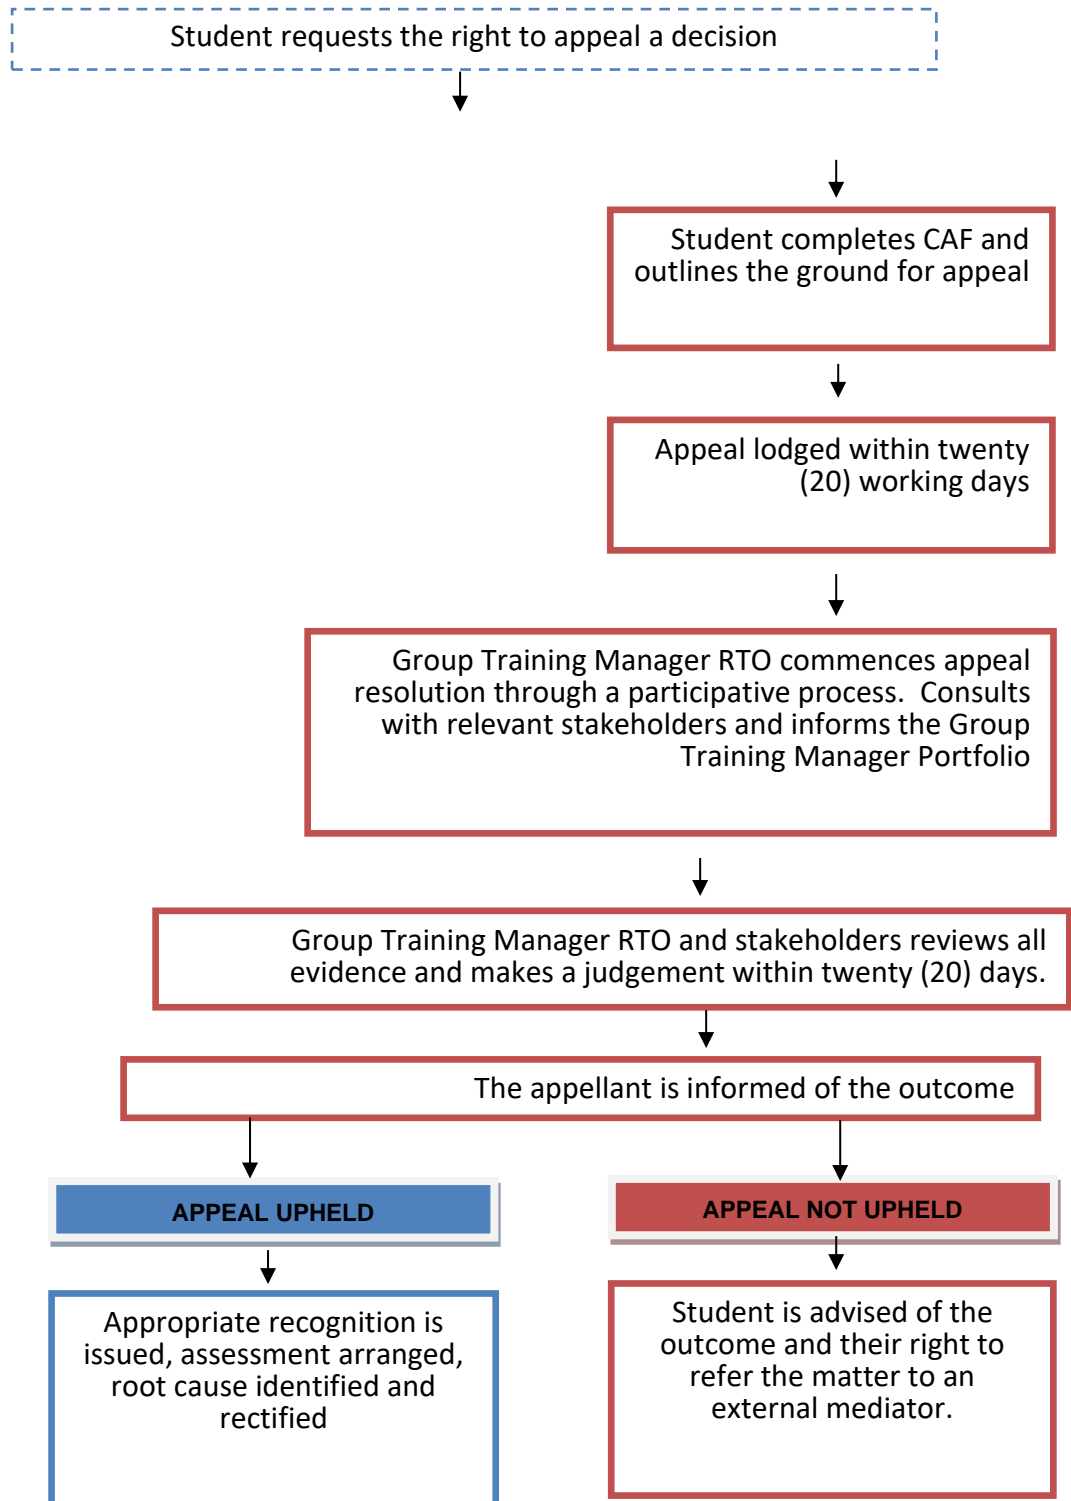 Student requests the right to appeal a decision
Student completes CAF and
outlines the ground for appeal
Appeal lodged within twenty
(20) working days
Group Training Manager RTO commences appeal
resolution through a participative process.  Consults
with relevant stakeholders and informs the Group
Training Manager Portfolio
Group Training Manager RTO and stakeholders reviews all
evidence and makes a judgement within twenty (20) days.
The appellant is informed of the outcome
APPEAL UPHELD
APPEAL NOT UPHELD
Appropriate recognition is
issued, assessment arranged,
root cause identified and
rectified
Student is advised of the
outcome and their right to
refer the matter to an
external mediator.